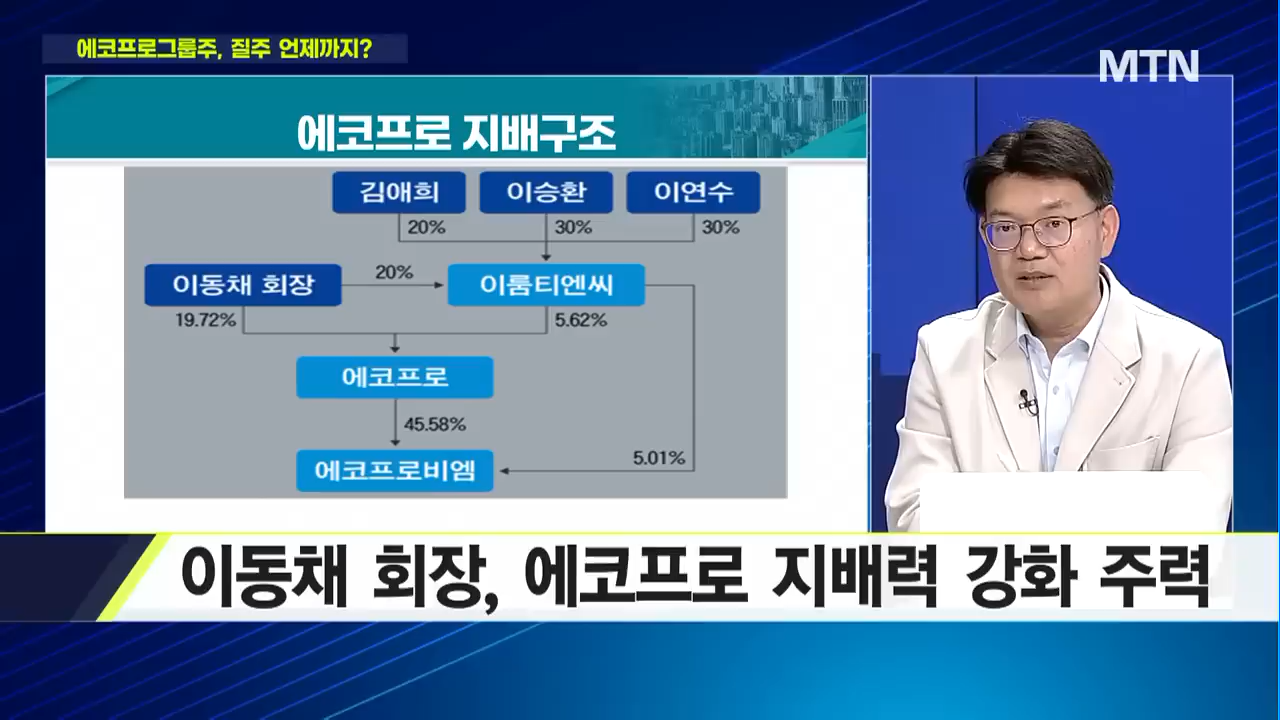 에코프로그룹주, 질주 언제까지?
MTN
에코프로 지배구조
김애희 이승환 이연수
20% 30% 30%
이동채 회장 20% 이룸티엔씨
19.72% 5.62%
에코프로
45.58%
5.01%
에코프로비엠
이동채 회장, 에코프로 지배력 강화 주력